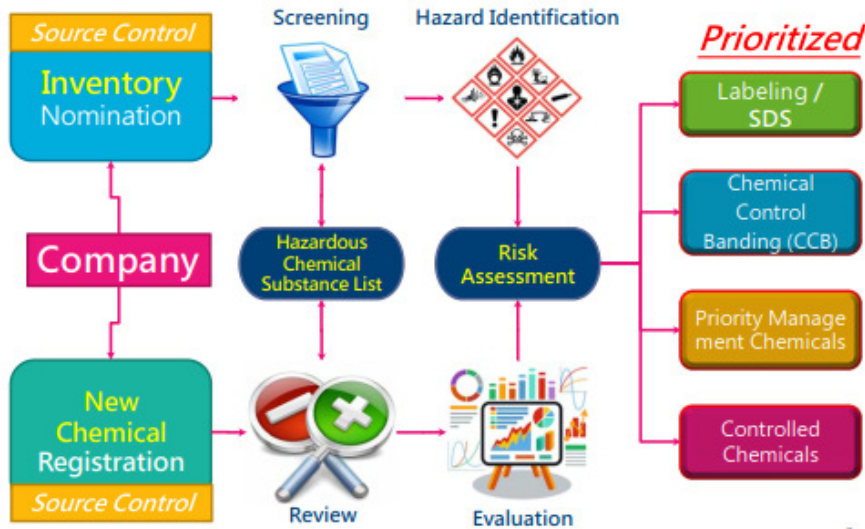 Source Control
Inventory
Nomination
Screening
Hazard Identification
Prioritized
Labeling /
SDS
Chemical
Control
Banding (CCB)
Company
Hazardous
Chemical
Substance List
Risk
Assessment
Priority Manage
ment Chemicals
New
Chemical
Registration
Source Control
Review
Evaluation
Controlled
Chemicals